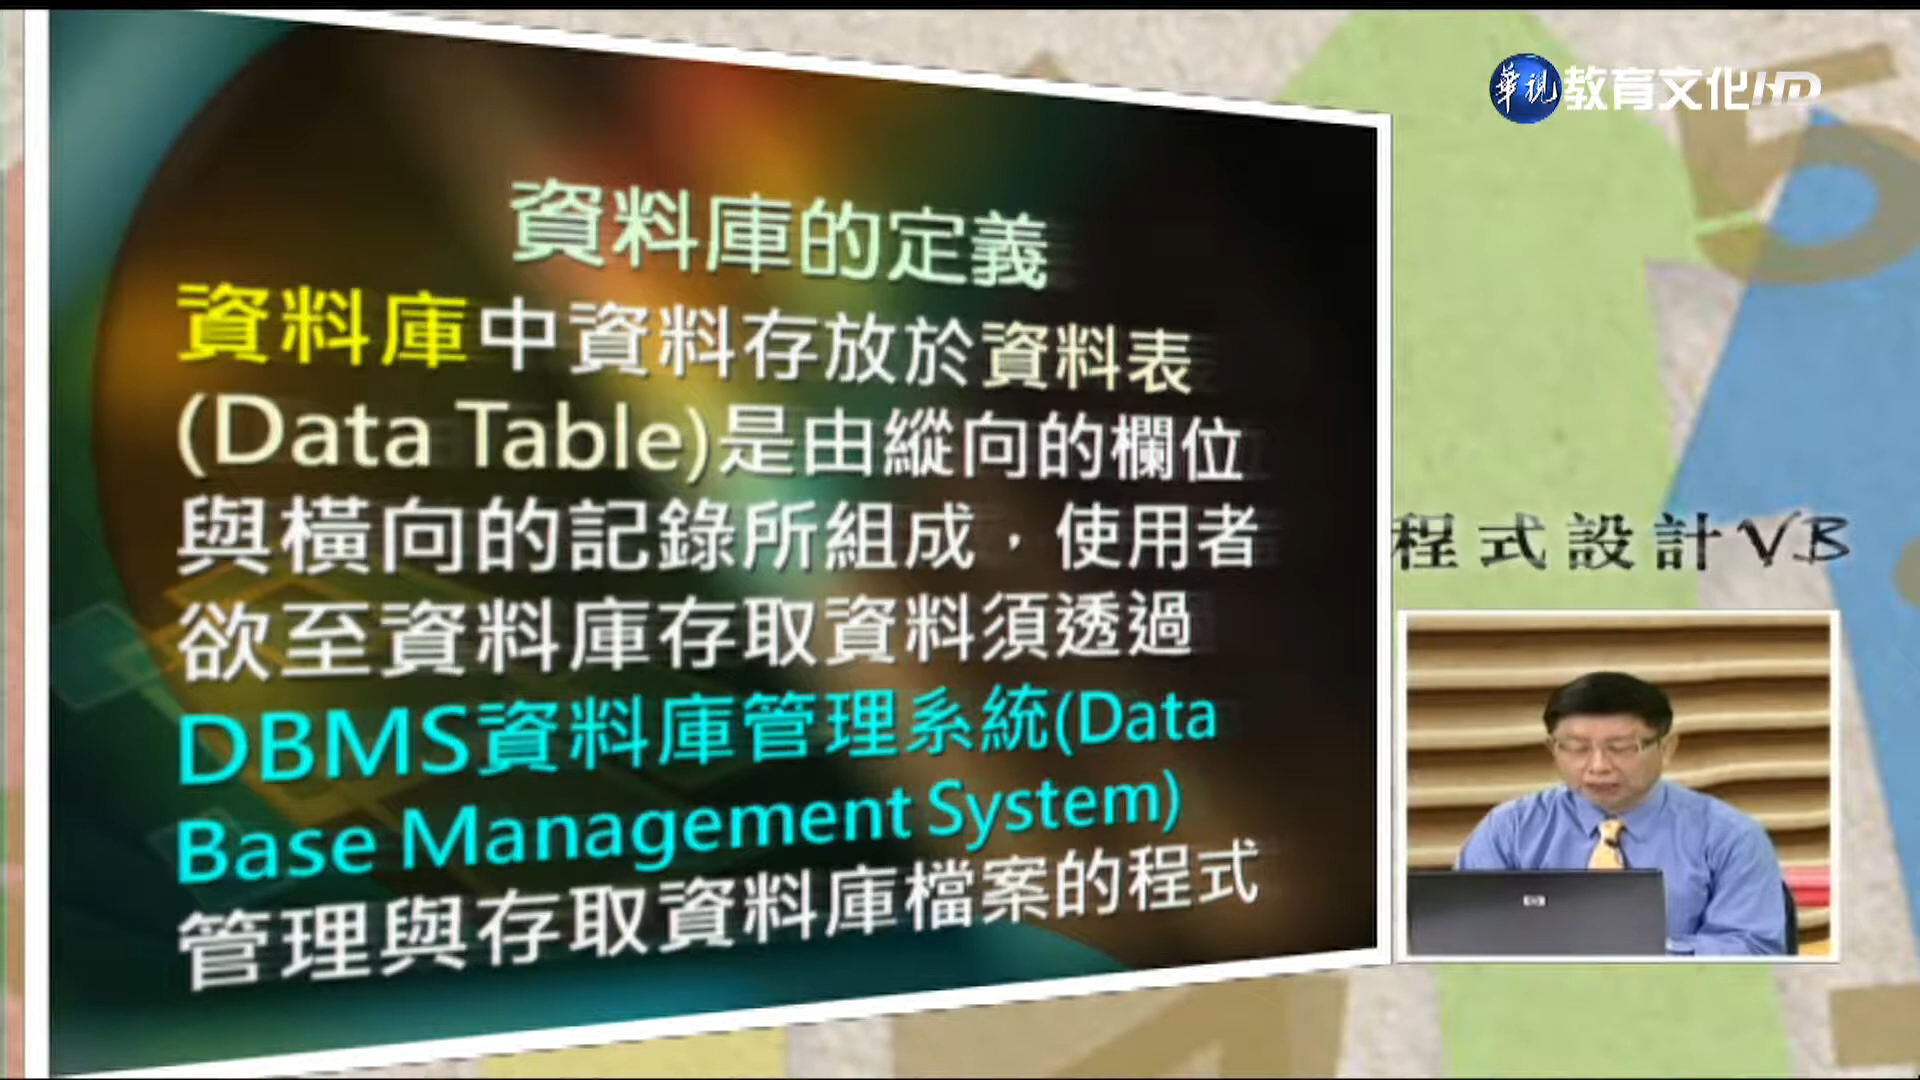 華視 教育文化HD
資料庫的定義
資料庫中資料存放於資料表
(Data Table)是由縱向的欄位
與橫向的記錄所組成，使用者
欲至資料庫存取資料須透過
DBMS資料庫管理系統(Data
Base Management System)
管理與存取資料庫檔案的程式
程式設計VB
hp